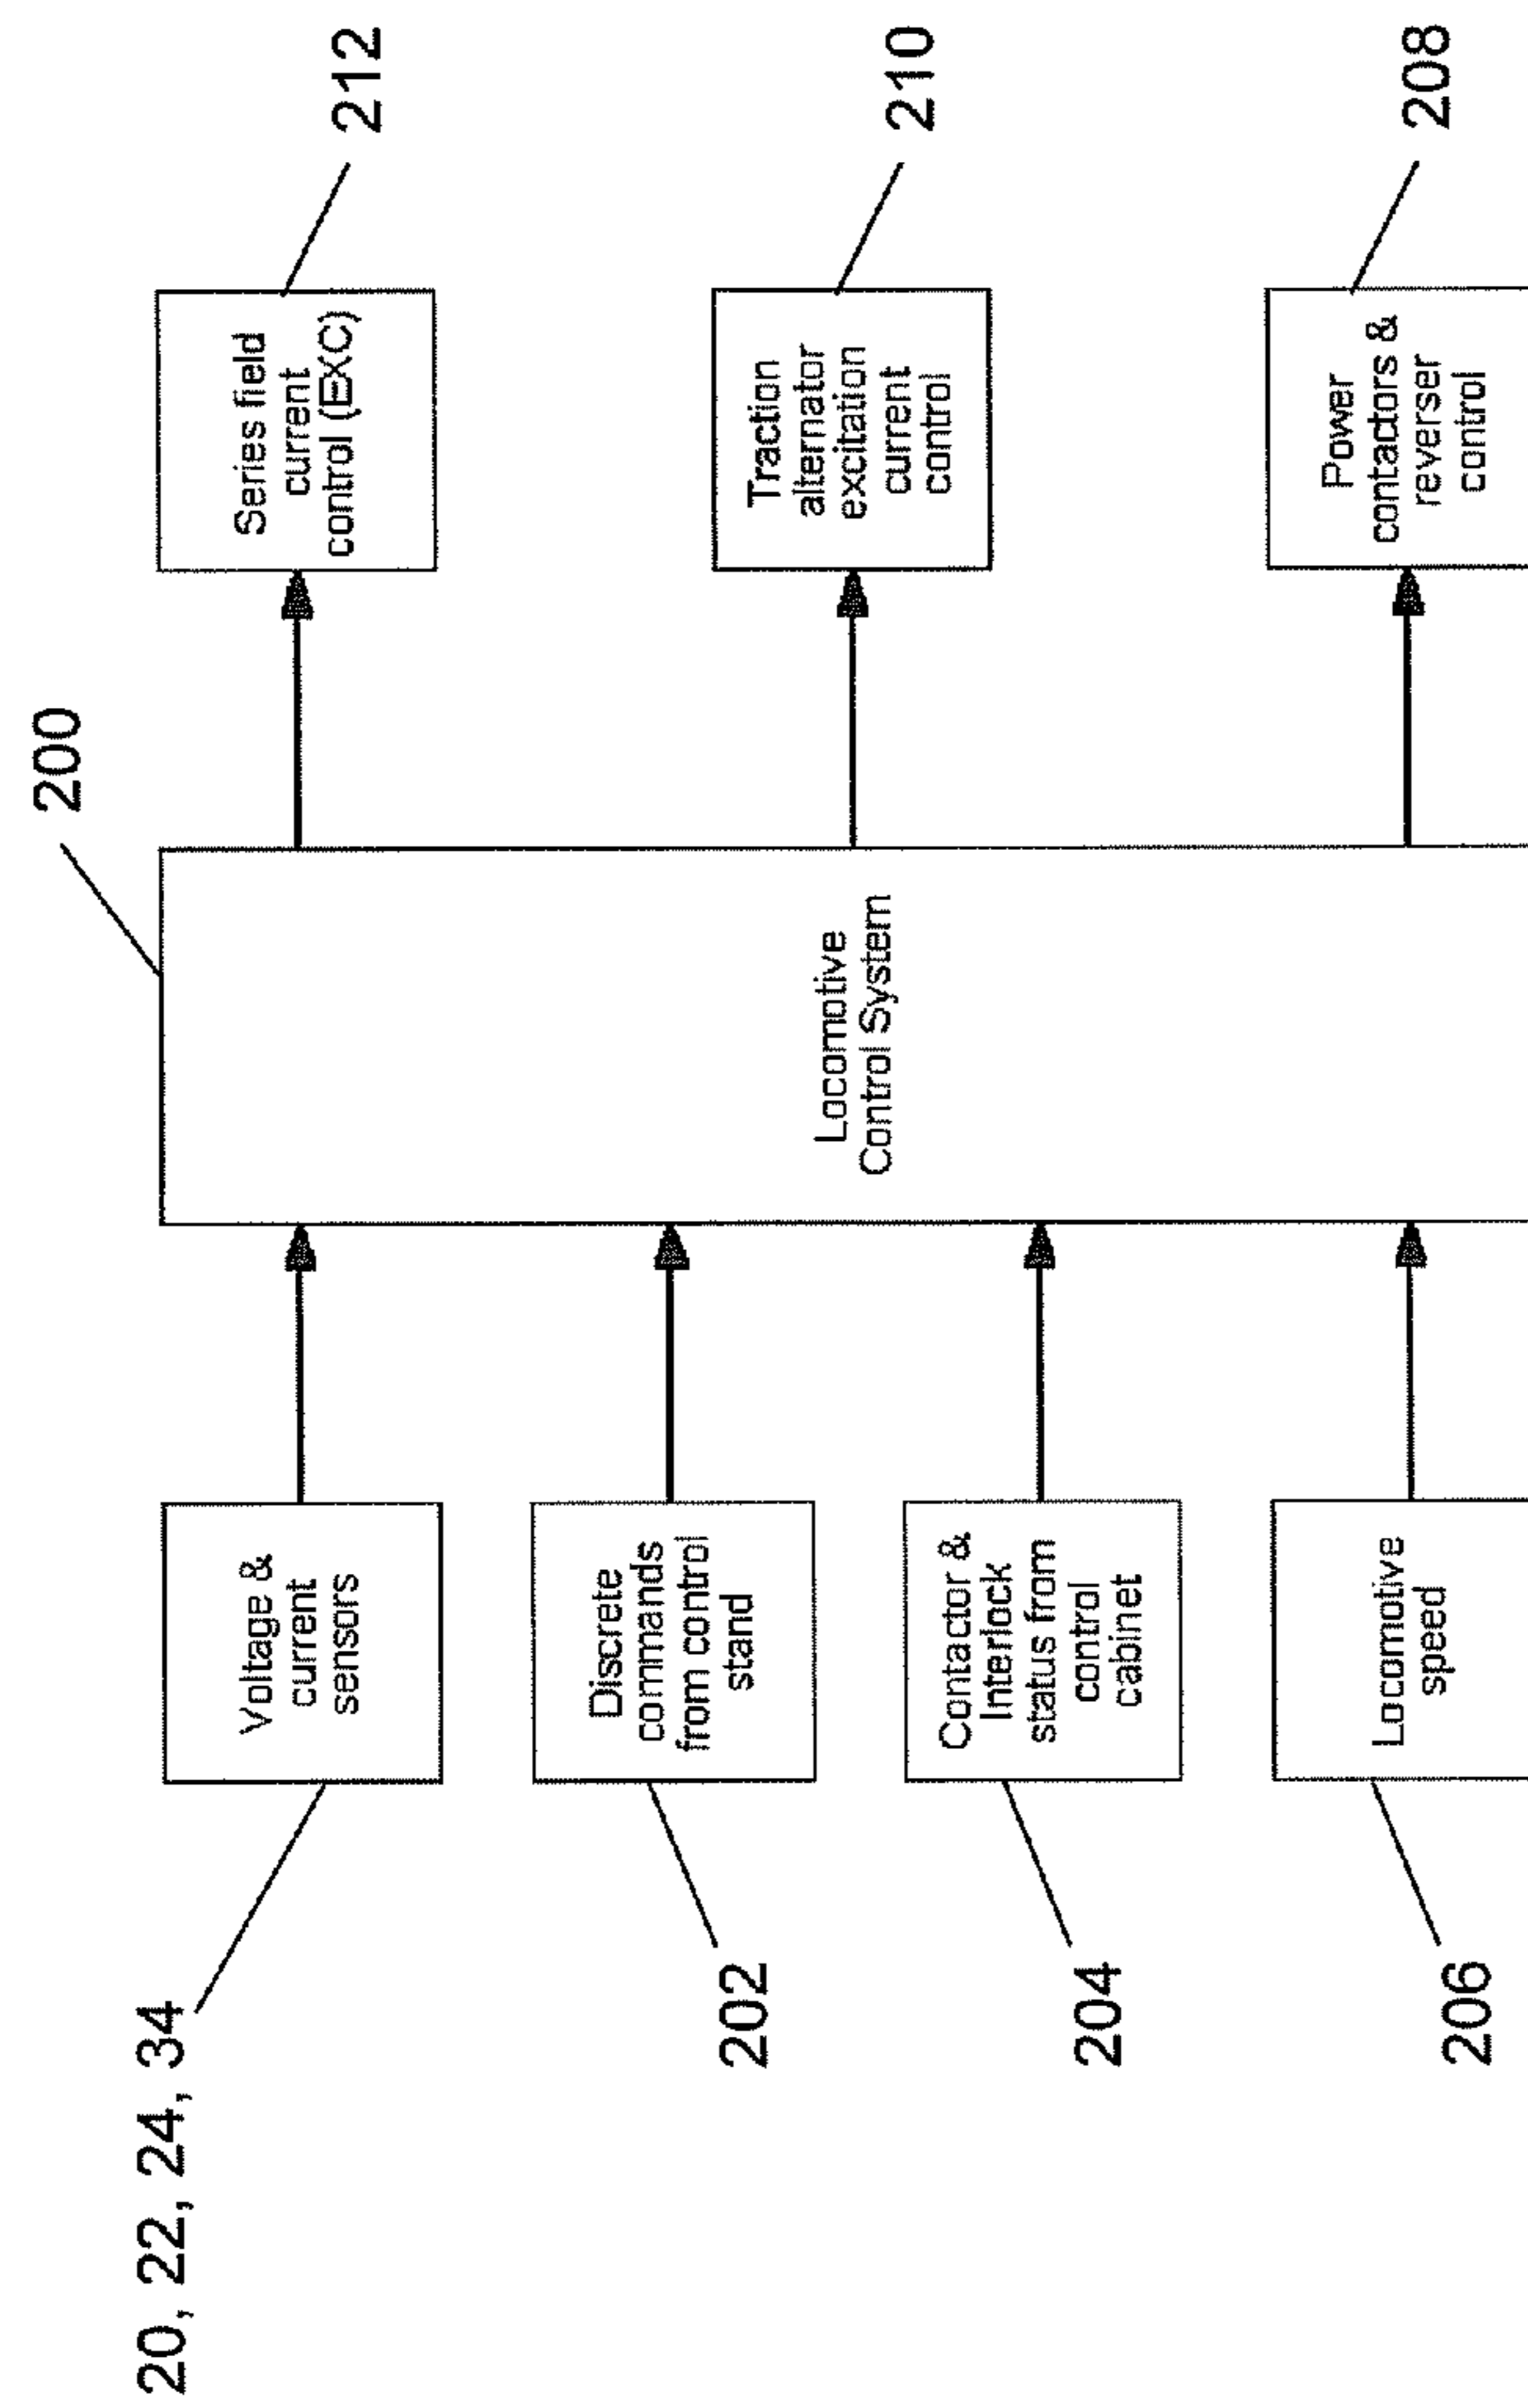 20, 22, 24, 34
Voltage &
current
sensors
202
Discrete
commands
from control
stand
204
Contactor &
Interlock
status from
control
cabinet
206
Locomotive
speed
200
Locomotive
Control System
212
Series field
current
control (EXC)
210
Traction
alternator
excitation
current
control
208
Power
contactors &
reverser
control